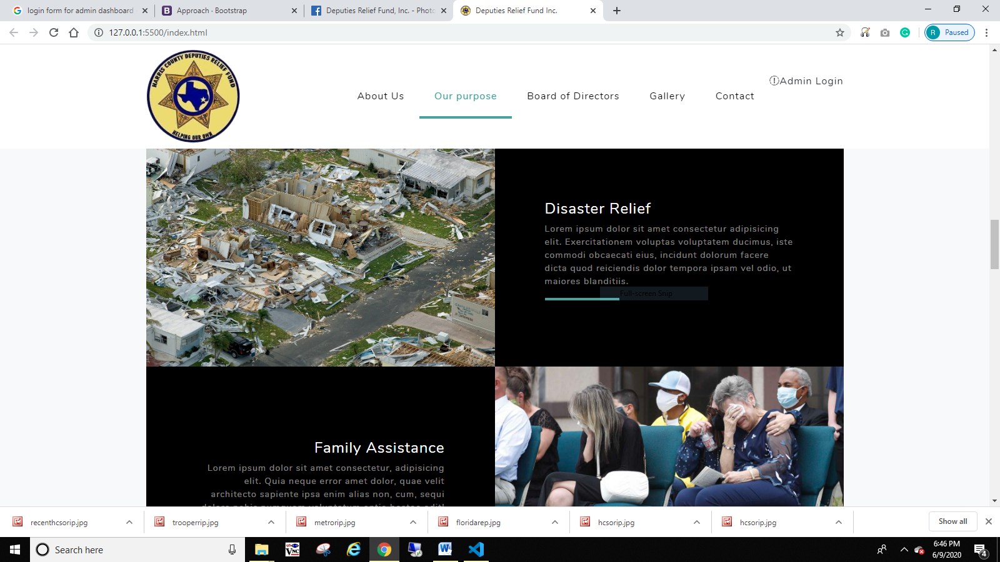 login form for admin dashboard
Approach · Bootstrap
Deputies Relief Fund, Inc. - Photo
Deputies Relief Fund Inc.
127.0.0.1:5500/index.html
R Paused
HARRIS COUNTY DEPUTIES RELIEF FUND
HELPING OUR OWN
Admin Login
About Us
Our purpose
Board of Directors
Gallery
Contact
Disaster Relief
Lorem ipsum dolor sit amet consectetur adipisicing
elit. Exercitationem voluptas voluptatem ducimus, iste
commodi obcaecati eius, incidunt dolorum facere
dicta quod reiciendis dolor tempora ipsam vel odio, ut
maiores blanditiis.
Full-screen Snip
Family Assistance
Lorem ipsum dolor sit amet consectetur, adipisicing
elit. Quia neque error amet dolor, quae velit
architecto sapiente ipsa enim alias non, cum, sequi
recenthcsorip.jpg
trooperrip.jpg
metrorip.jpg
floridarep.jpg
hcsorip.jpg
hcsorip.jpg
Show all
Search here
6:46 PM
6/9/2020
4